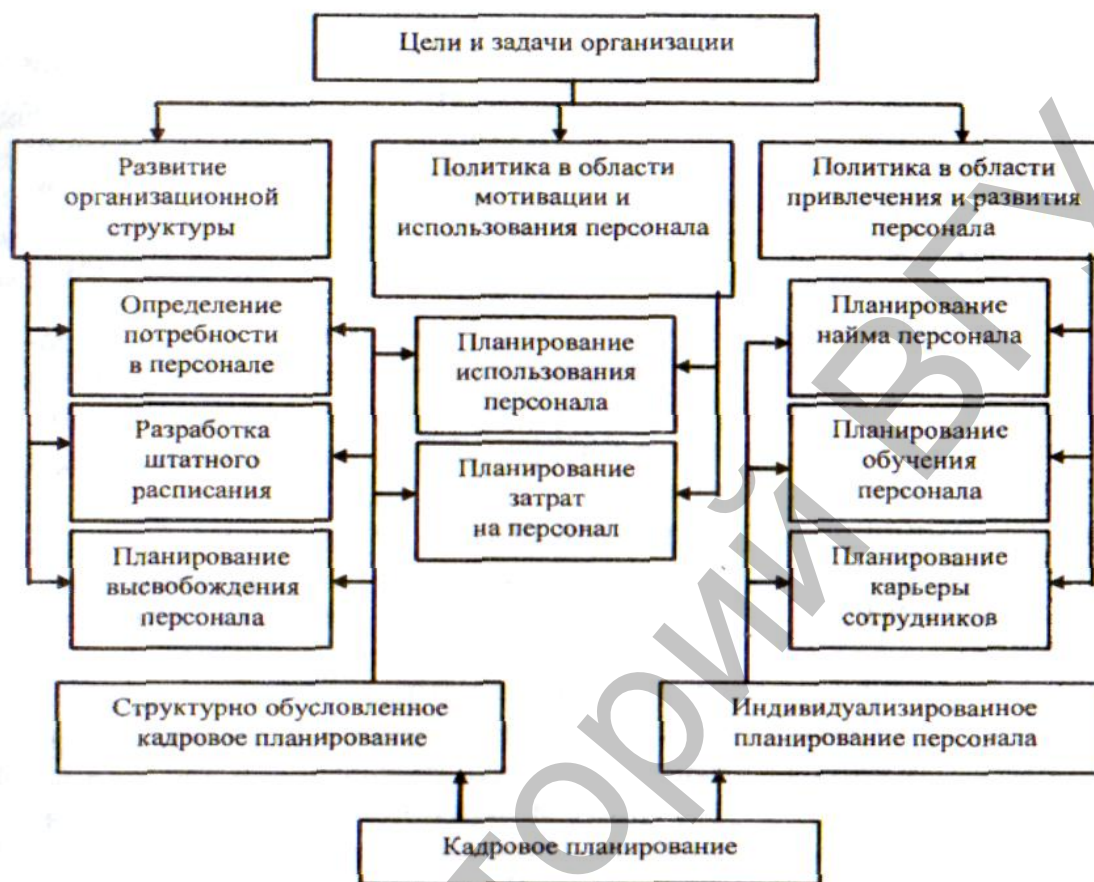 Цели и задачи организации
Развитие
организационной
структуры
Политика в области
мотивации и
использования персонала
Политика в области
привлечения и развития
персонала
Определение
потребности
в персонале
Разработка
штатного
расписания
Планирование
высвобождения
персонала
Планирование
использования
персонала
Планирование
затрат
на персонал
Планирование
найма персонала
Планирование
обучения
персонала
Планирование
карьеры
сотрудников
Структурно обусловленное
кадровое планирование
Индивидуализированное
планирование персонала
Кадровое планирование
торий ВГУ